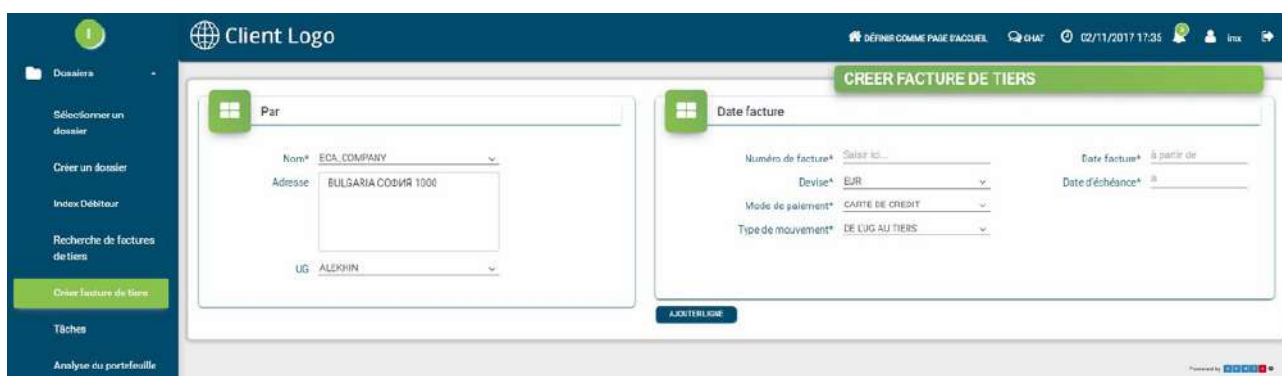 Client Logo
DÉFINIR COMME PAGE D'ACCUEIL CHAT 02/11/2017 17:35 imx
Dossiers
Sélectionner un
dossier
Créer un dossier
Index Débiteur
Recherche de factures
de tiers
Créer facture de tiers
Tâches
Analyse du portefeuille
CREER FACTURE DE TIERS
Par
Nom* ECA_COMPANY
Adresse BULGARIA СОФИЯ 1000
UG ALEKHIN
Date facture
Numéro de facture* Saisir ici...
Devise* EUR
Mode de paiement* CARTE DE CREDIT
Type de mouvement* DE L'UG AU TIERS
Date facture* à partir de
Date d'échéance* à
AJOUTER LIGNE
Powered by